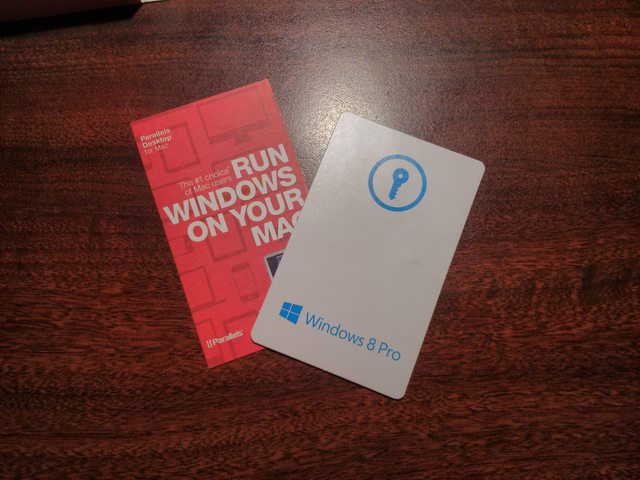 Parallels
Desktop
for Mac
The #1 choice
of Mac users
RUN
WINDOWS
ON YOUR
MAC
Parallels
Windows 8 Pro